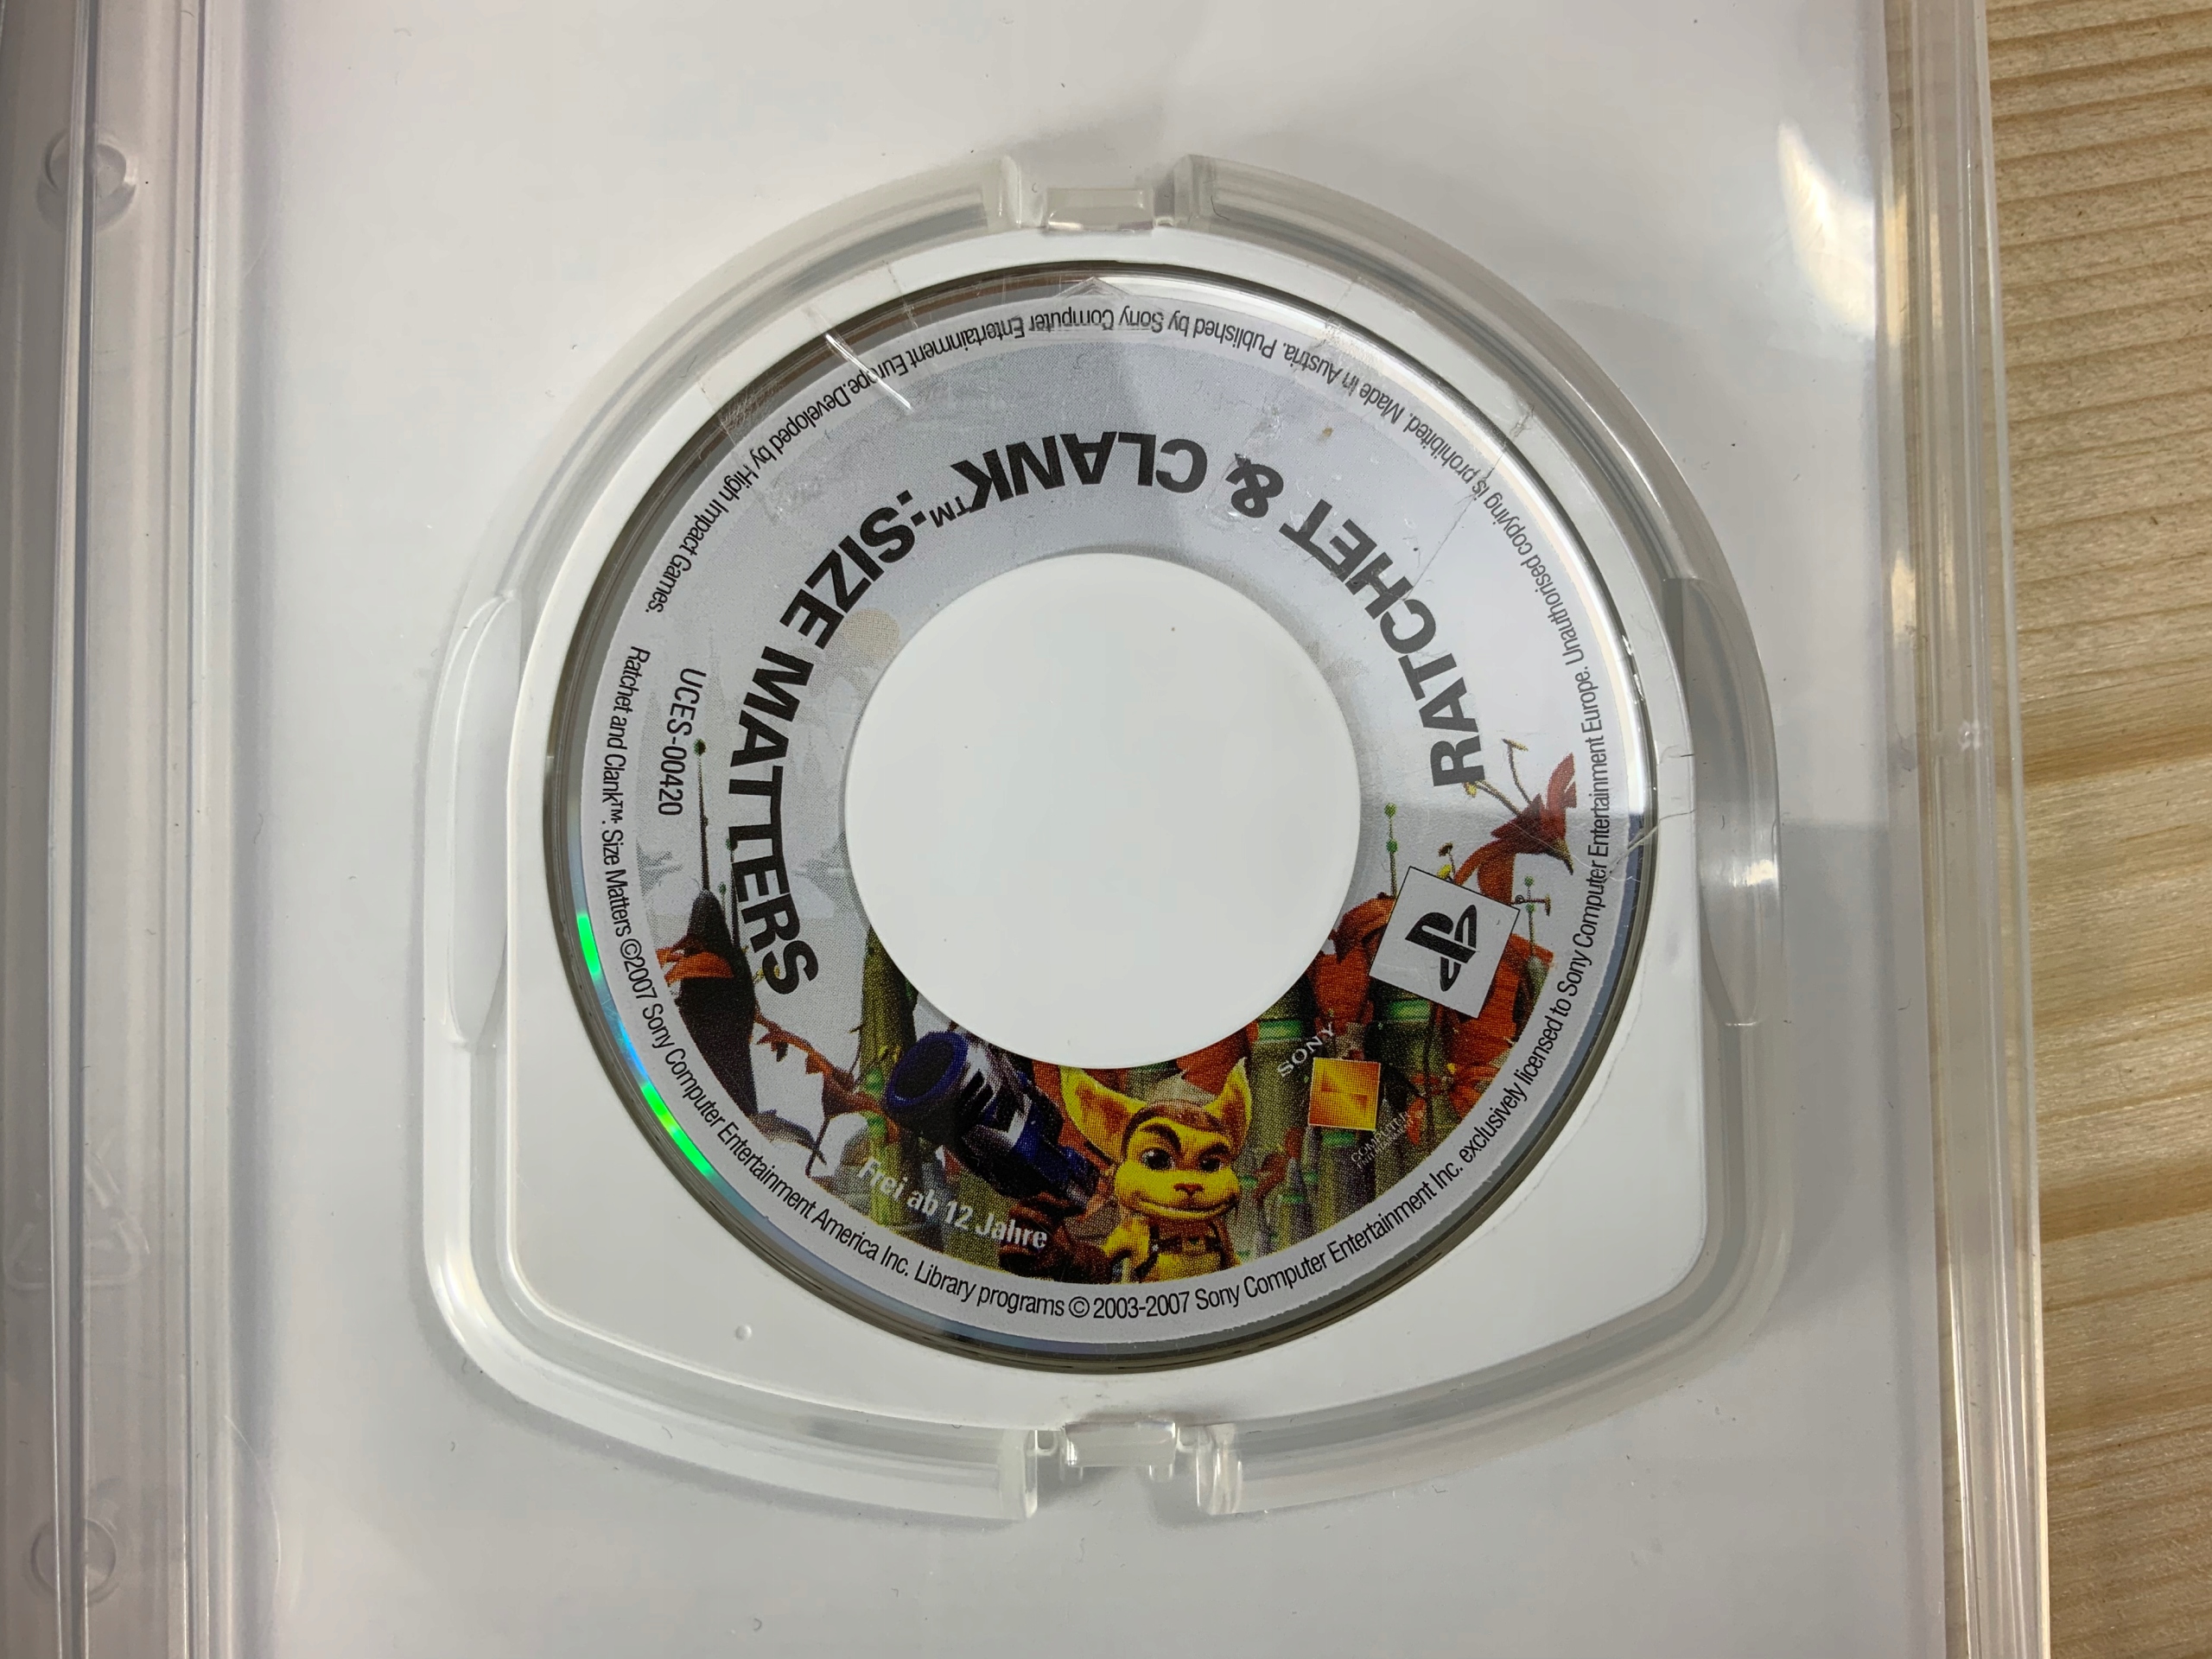 RATCHET & CLANK™:SIZE MATTERS
UCES-00420
Frei ab 12 Jahre
SONY
COMPUTER
ENTERTAINMENT
Ratchet and Clank™: Size Matters ©2007 Sony Computer Entertainment America Inc. Library programs © 2003-2007 Sony Computer Entertainment Inc. exclusively licensed to Sony Computer Entertainment Europe. Unauthorised copying is prohibited. Made in Austria. Published by Sony Computer Entertainment Europe.Developed by High Impact Games.